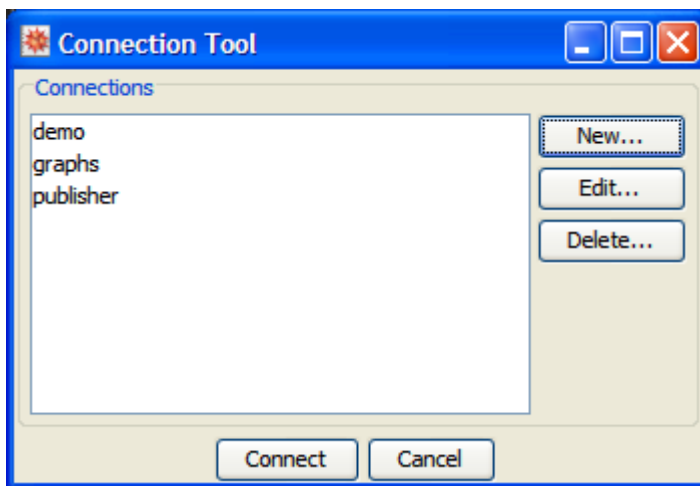 Connection Tool
Connections
demo
graphs
publisher
New...
Edit...
Delete...
Connect
Cancel